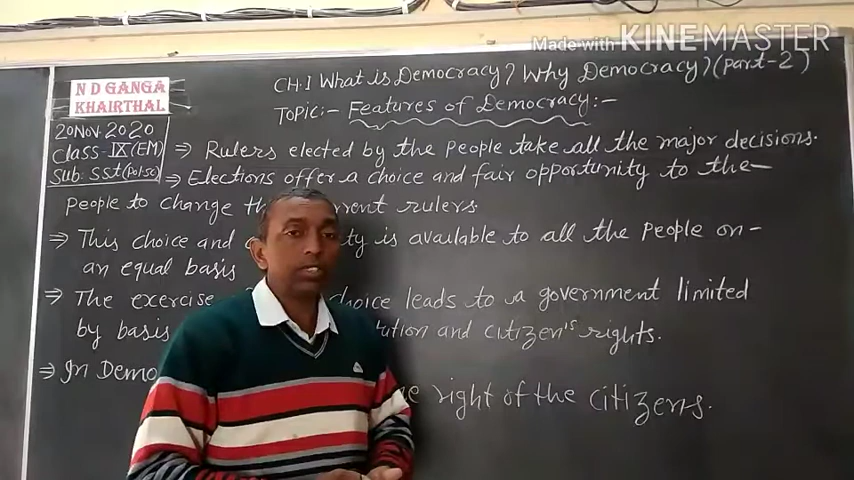 Made with KINEMASTER
CH:1 What is Democracy? Why Democracy? (Part-2)
N D GANGA
KHAIRTHAL
TOPIC:- Features of Democracy:-
20 Nov. 2020
Class-IX(EM)
Sub: SSt(Pol.Sc)
⇒ Rulers elected by the People take all the major decisions.
⇒ Elections offer a choice and fair opportunity to the-
People to change current rulers.
⇒ This choice and is available to all the People on-
an equal basis
⇒ The exercise choice leads to a government limited
by basis and citizen's rights.
⇒ In Demo right of the citizens.